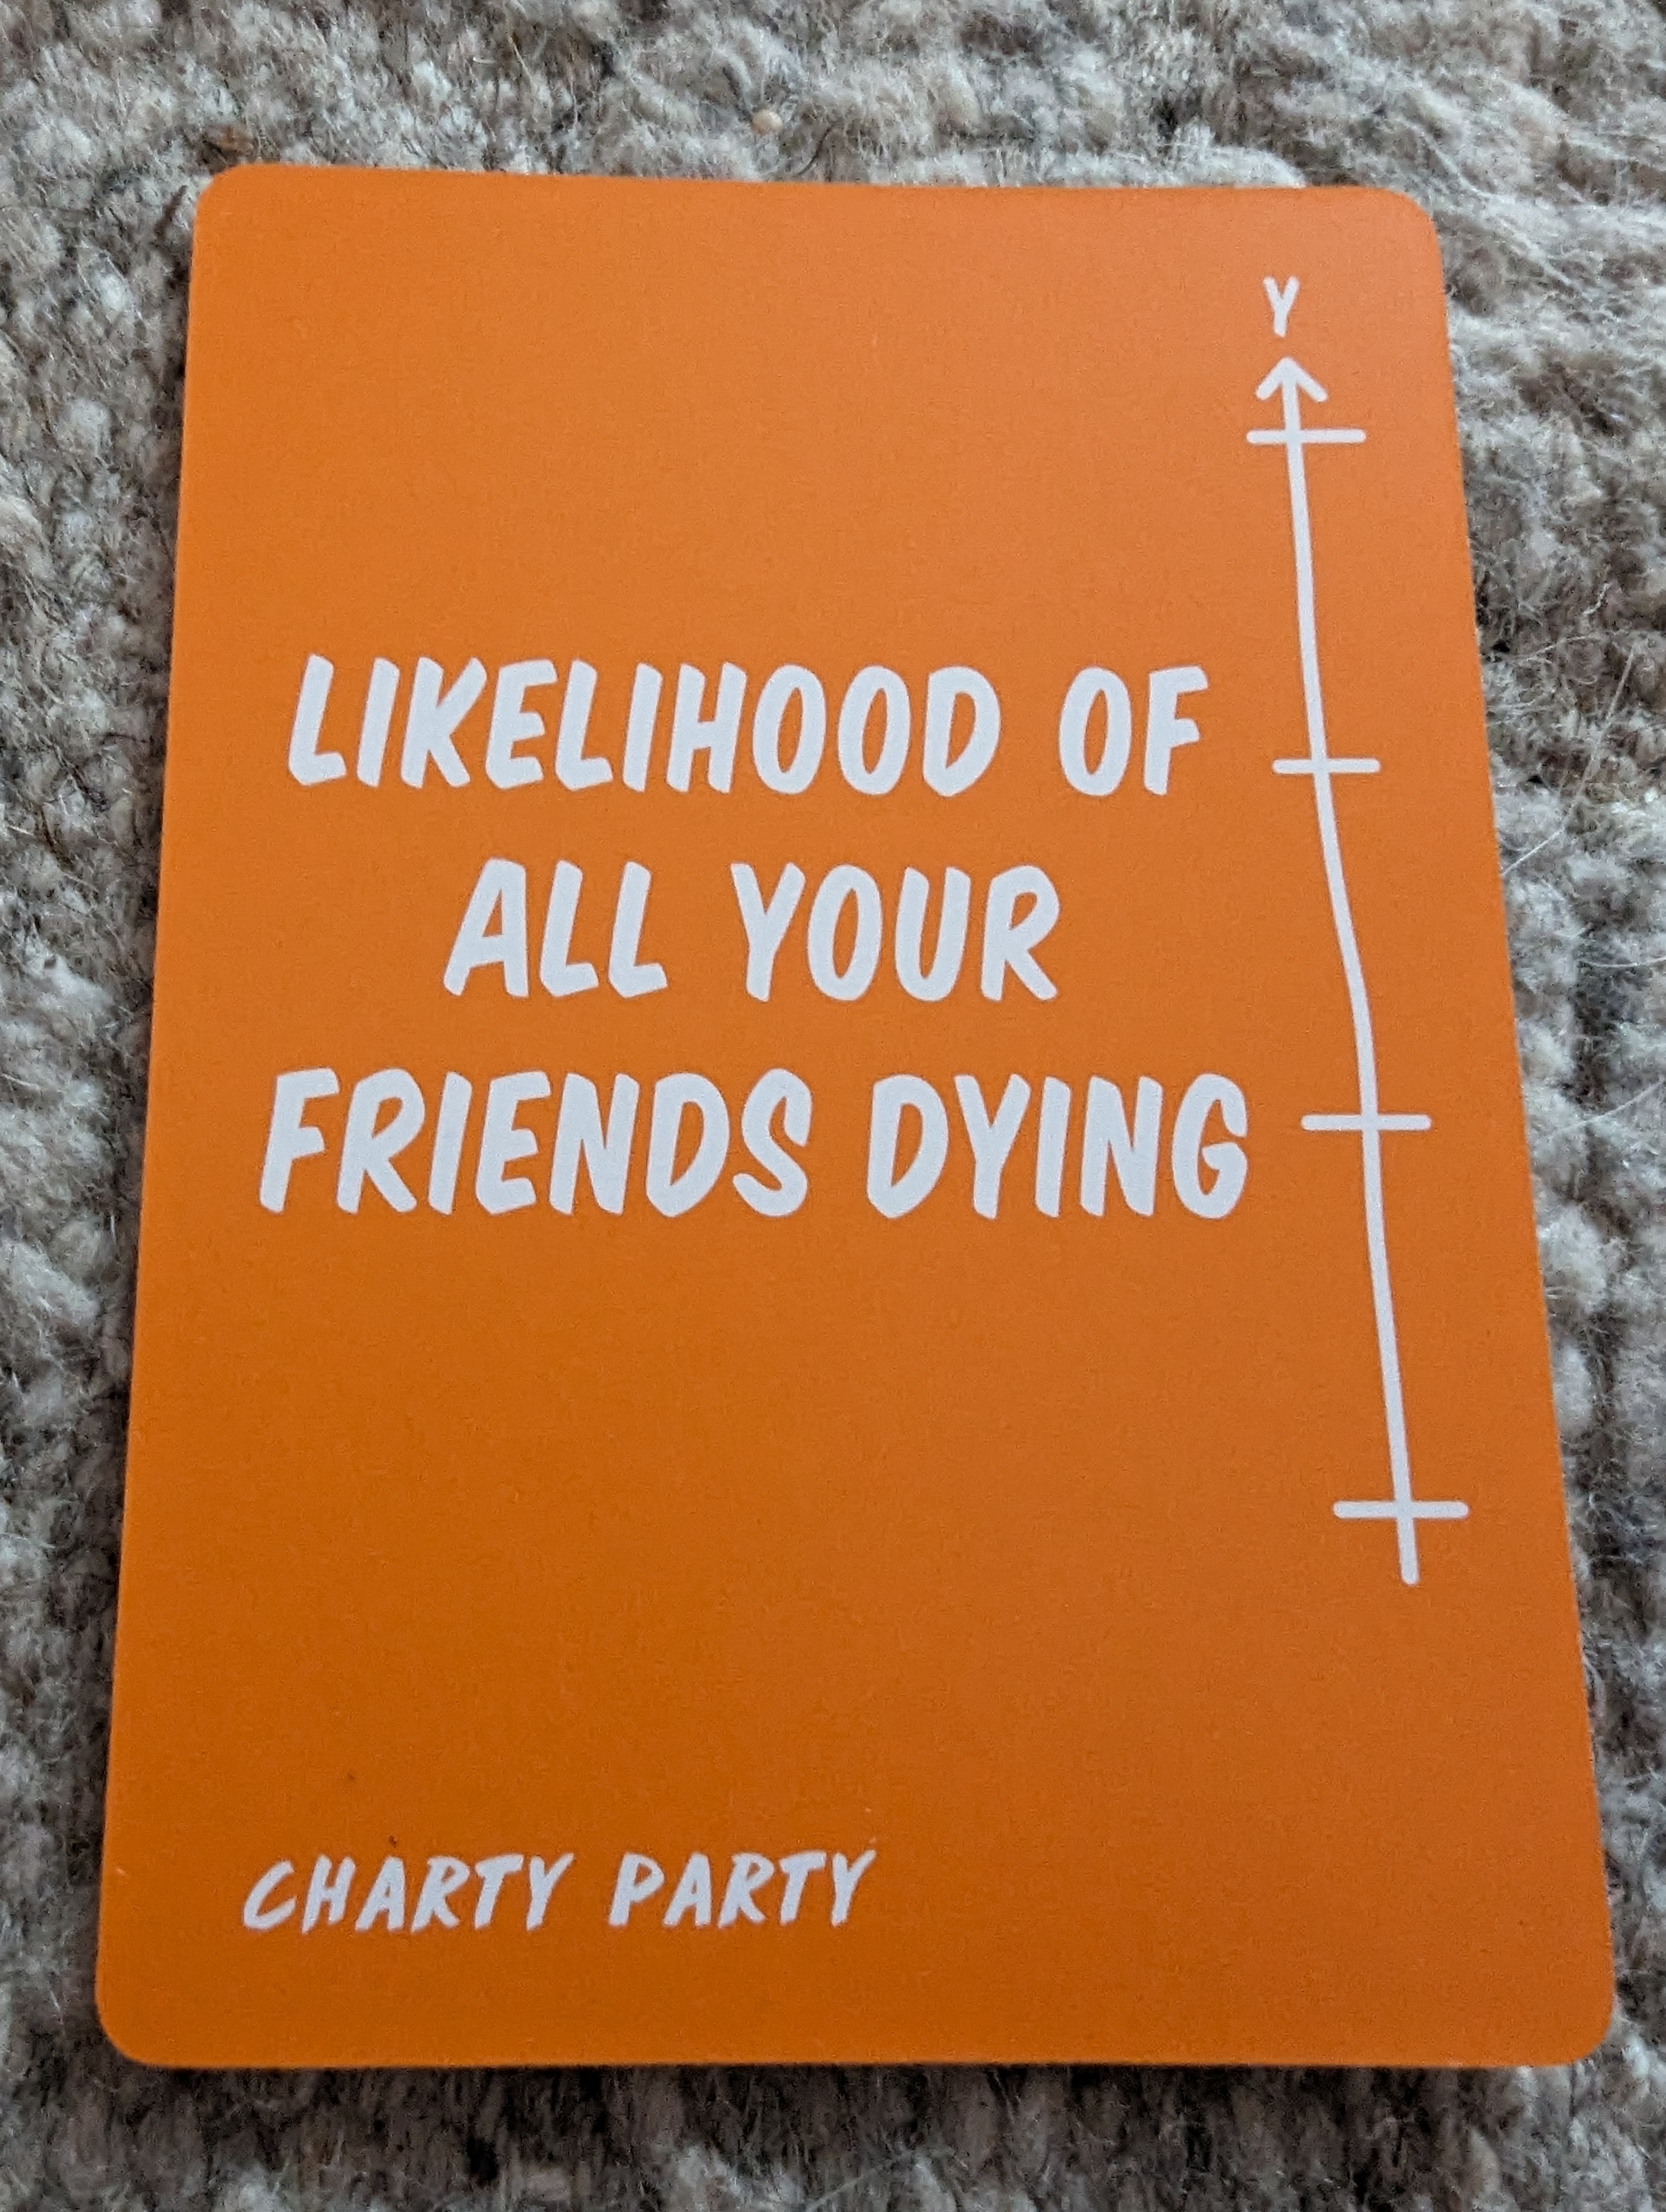 Y
LIKELIHOOD OF
ALL YOUR
FRIENDS DYING
CHARTY PARTY